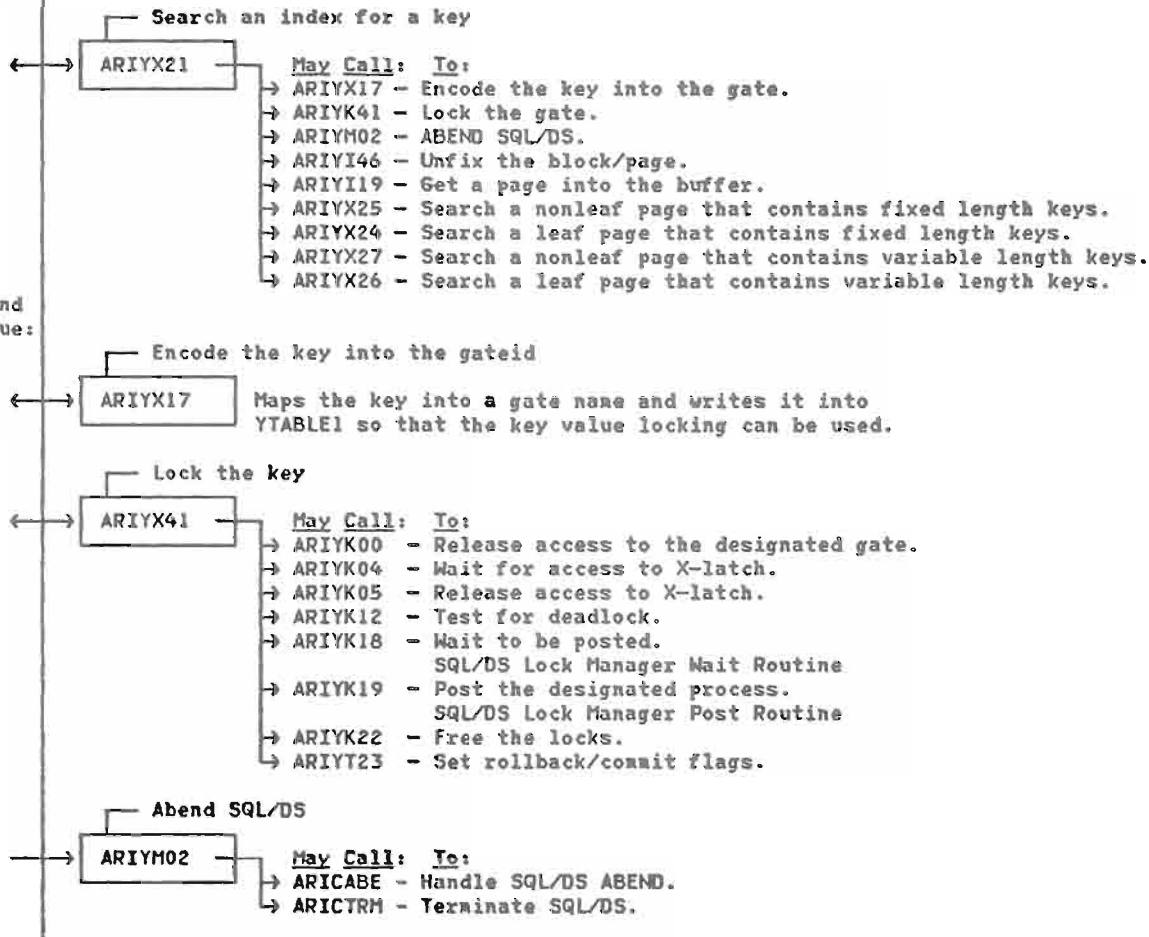 Search an index for a key
ARIYX21
May Call: To:
ARIYX17 - Encode the key into the gate.
ARIYK41 - Lock the gate.
ARIYM02 - ABEND SQL/DS.
ARIYI46 - Unfix the block/page.
ARIYI19 - Get a page into the buffer.
ARIYX25 - Search a nonleaf page that contains fixed length keys.
ARIYX24 - Search a leaf page that contains fixed length keys.
ARIYX27 - Search a nonleaf page that contains variable length keys.
ARIYX26 - Search a leaf page that contains variable length keys.
nd
ue:
Encode the key into the gateid
ARIYX17
Maps the key into a gate name and writes it into
YTABLE1 so that the key value locking can be used.
Lock the key
ARIYX41
May Call: To:
ARIYK00 - Release access to the designated gate.
ARIYK04 - Wait for access to X-latch.
ARIYK05 - Release access to X-latch.
ARIYK12 - Test for deadlock.
ARIYK18 - Wait to be posted.
SQL/DS Lock Manager Wait Routine
ARIYK19 - Post the designated process.
SQL/DS Lock Manager Post Routine
ARIYK22 - Free the locks.
ARIYT23 - Set rollback/commit flags.
Abend SQL/DS
ARIYM02
May Call: To:
ARICABE - Handle SQL/DS ABEND.
ARICTRM - Terminate SQL/DS.